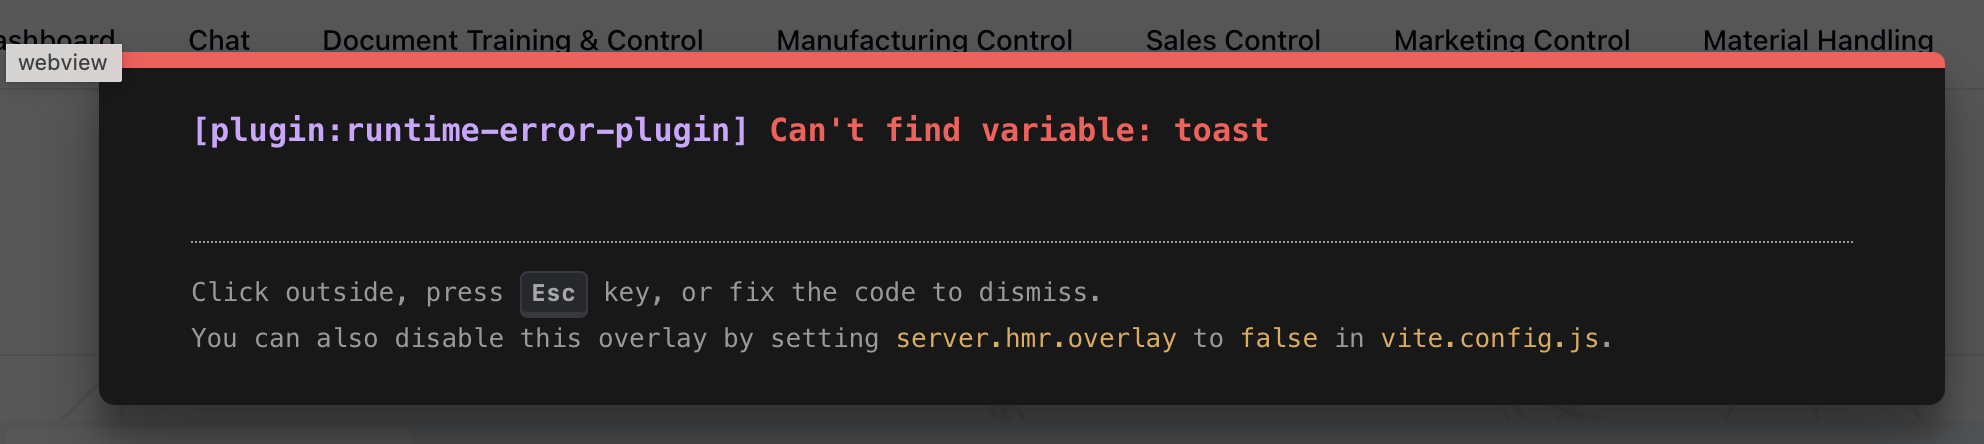 ashboard Chat Document Training & Control Manufacturing Control Sales Control Marketing Control Material Handling
webview
[plugin:runtime-error-plugin] Can't find variable: toast
Click outside, press Esc key, or fix the code to dismiss.
You can also disable this overlay by setting server.hmr.overlay to false in vite.config.js.